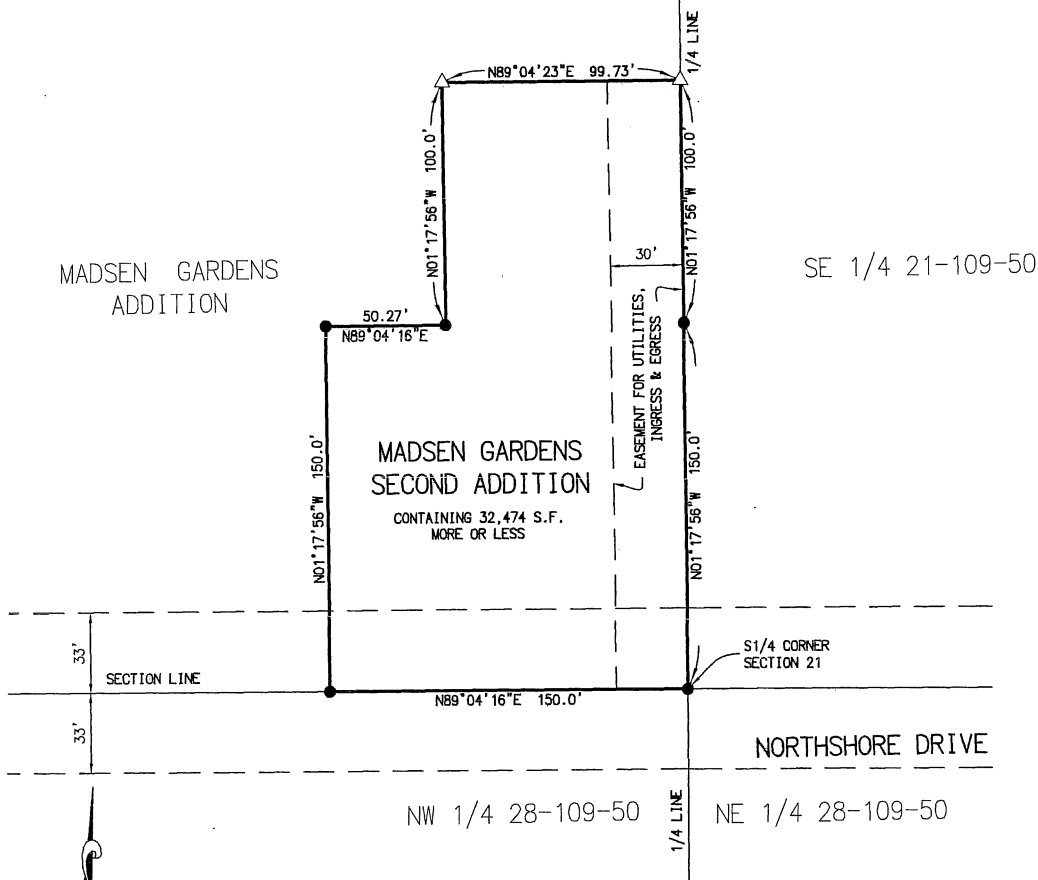 1/4 LINE
N89°04'23"E 99.73'
N01°17'56"W 100.0'
N01°17'56"W 100.0'
MADSEN GARDENS
ADDITION
30'
SE 1/4 21-109-50
50.27'
N89°04'16"E
EASEMENT FOR UTILITIES,
INGRESS & EGRESS
MADSEN GARDENS
SECOND ADDITION
CONTAINING 32,474 S.F.
MORE OR LESS
N01°17'56"W 150.0'
N01°17'56"W 150.0'
33'
SECTION LINE
S1/4 CORNER
SECTION 21
N89°04'16"E 150.0'
33'
NORTHSHORE DRIVE
NW 1/4 28-109-50
1/4 LINE
NE 1/4 28-109-50